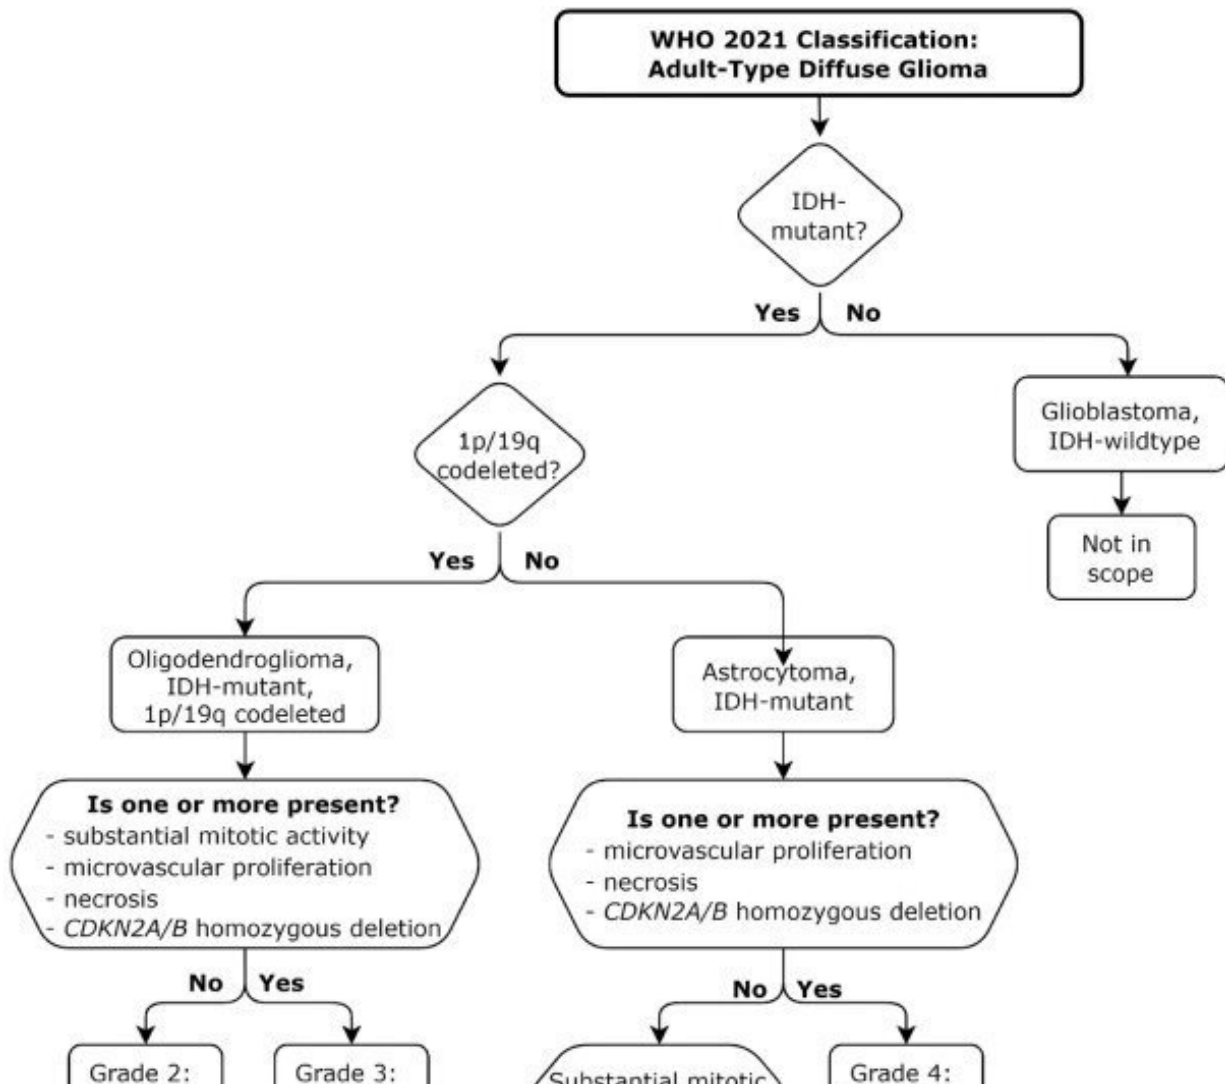 WHO 2021 Classification:
Adult-Type Diffuse Glioma
IDH-
mutant?
Yes No
1p/19q
codeleted?
Glioblastoma,
IDH-wildtype
Not in
scope
Yes No
Oligodendroglioma,
IDH-mutant,
1p/19q codeleted
Astrocytoma,
IDH-mutant
Is one or more present?
- substantial mitotic activity
- microvascular proliferation
- necrosis
- CDKN2A/B homozygous deletion
Is one or more present?
- microvascular proliferation
- necrosis
- CDKN2A/B homozygous deletion
No Yes
No Yes
Grade 2:
Grade 3:
Substantial mitotic
Grade 4: